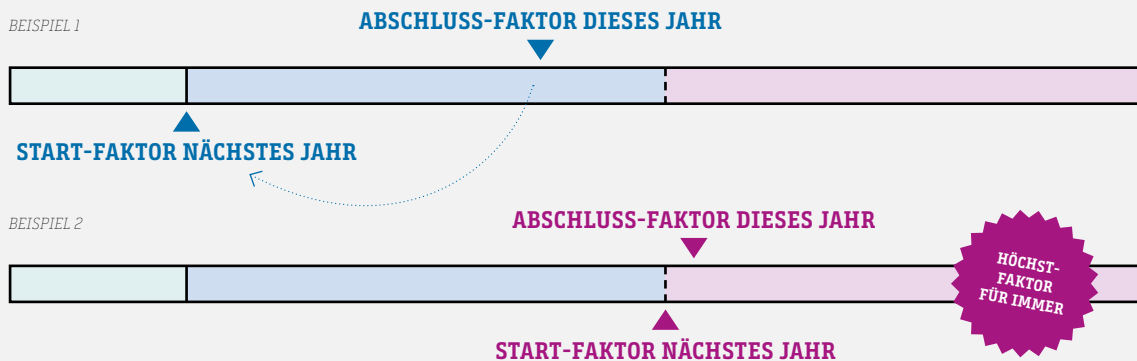 BEISPIEL 1
ABSCHLUSS-FAKTOR DIESES JAHR
START-FAKTOR NÄCHSTES JAHR
BEISPIEL 2
ABSCHLUSS-FAKTOR DIESES JAHR
HÖCHST-
FAKTOR
FÜR IMMER
START-FAKTOR NÄCHSTES JAHR